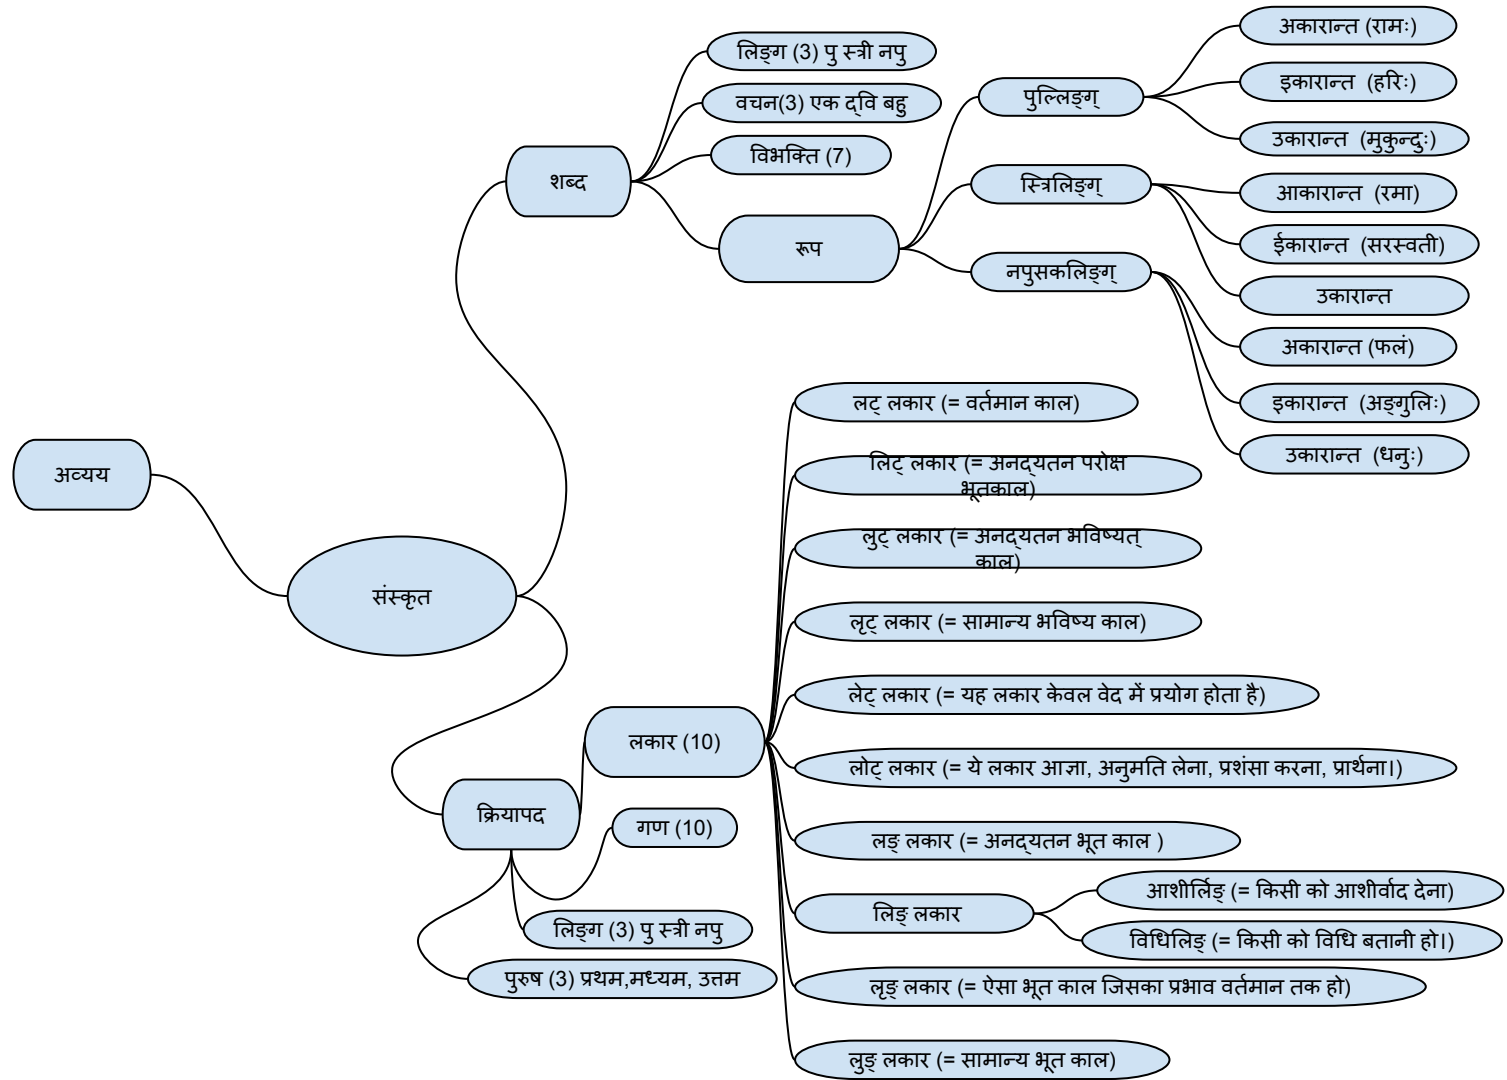 अव्यय
संस्कृत
शब्द
लिङ्ग (3) पु स्त्री नपु
वचन(3) एक द्वि बहु
विभक्ति (7)
रूप
पुल्लिङ्ग्
अकारान्त (रामः)
इकारान्त (हरिः)
उकारान्त (मुकुन्दुः)
स्त्रिलिङ्ग्
आकारान्त (रमा)
ईकारान्त (सरस्वती)
उकारान्त
नपुसकलिङ्ग्
अकारान्त (फलं)
इकारान्त (अङ्गुलिः)
उकारान्त (धनुः)
क्रियापद
लकार (10)
लट् लकार (= वर्तमान काल)
लिट् लकार (= अनद्यतन परोक्ष
भूतकाल)
लुट् लकार (= अनद्यतन भविष्यत्
काल)
लृट् लकार (= सामान्य भविष्य काल)
लेट् लकार (= यह लकार केवल वेद में प्रयोग होता है)
लोट् लकार (= ये लकार आज्ञा, अनुमति लेना, प्रशंसा करना, प्रार्थना।)
लङ् लकार (= अनद्यतन भूत काल )
लिङ् लकार
आशीर्लिङ् (= किसी को आशीर्वाद देना)
विधिलिङ् (= किसी को विधि बतानी हो।)
लृङ् लकार (= ऐसा भूत काल जिसका प्रभाव वर्तमान तक हो)
लुङ् लकार (= सामान्य भूत काल)
गण (10)
लिङ्ग (3) पु स्त्री नपु
पुरुष (3) प्रथम,मध्यम, उत्तम